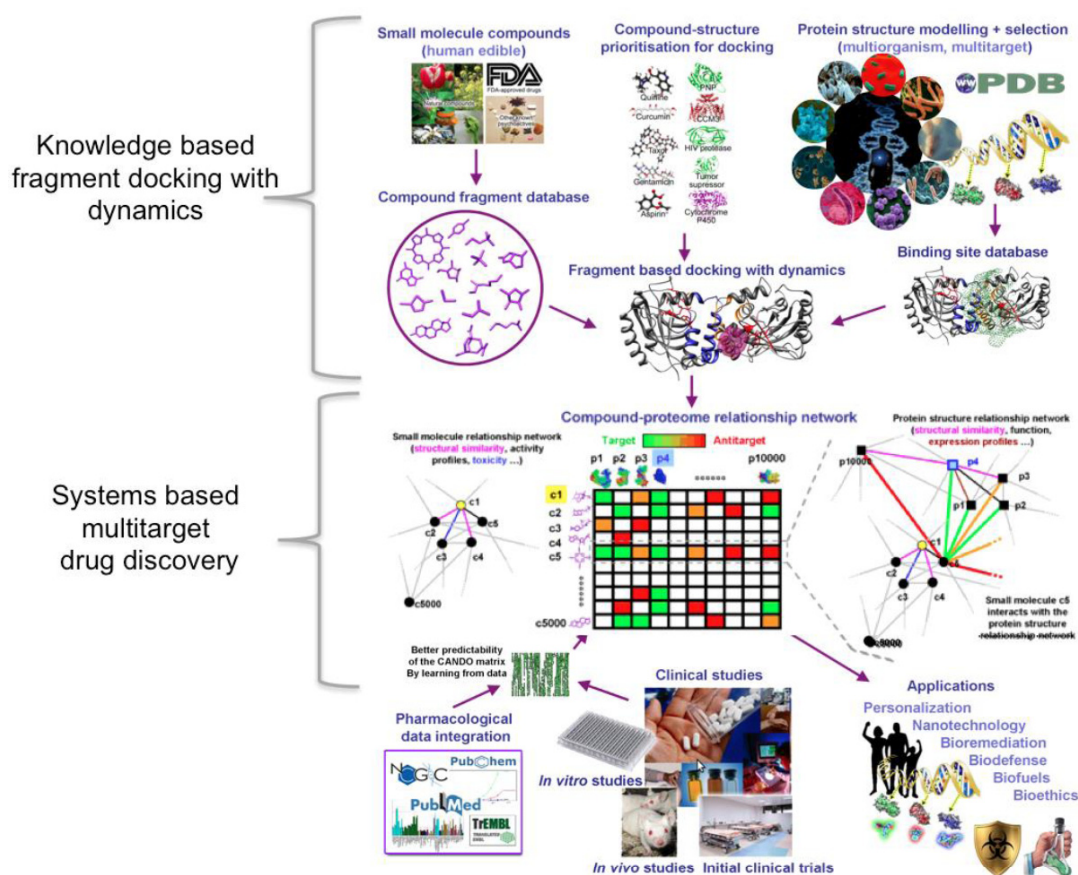 Small molecule compounds
(human edible)
FDA
FDA-approved drugs
Natural compounds
Other known
psychoactives
Compound-structure
prioritisation for docking
Quinine
PNP
Curcumin
CCMS
Taxol
HIV protease
Gentamicin
Tumor
supressor
Aspirin
Cytochrome
P450
Protein structure modelling + selection
(multiorganism, multitarget)
ww
PDB
Knowledge based
fragment docking with
dynamics
Compound fragment database
Fragment based docking with dynamics
Binding site database
Systems based
multitarget
drug discovery
Compound-proteome relationship network
Target
Antitarget
p1 p2 p3 p4 p10000
c1
c2
c3
c4
c5
c5000
Small molecule relationship network
(structural similarity, activity
profiles, toxicity ...)
c1
c5
c2
c3
c4
c5000
Protein structure relationship network
(structural similarity, function,
expression profiles ...)
p10000
p4
p3
p1
p2
c1
c2
c3
c4
Small molecule c5
interacts with the
protein structure
relationship network
Better predictability
of the CANDO matrix
By learning from data
Pharmacological
data integration
PubChem
PubMed
TrEMBL
In vitro studies
Clinical studies
In vivo studies
Initial clinical trials
Applications
Personalization
Nanotechnology
Bioremediation
Biodefense
Biofuels
Bioethics